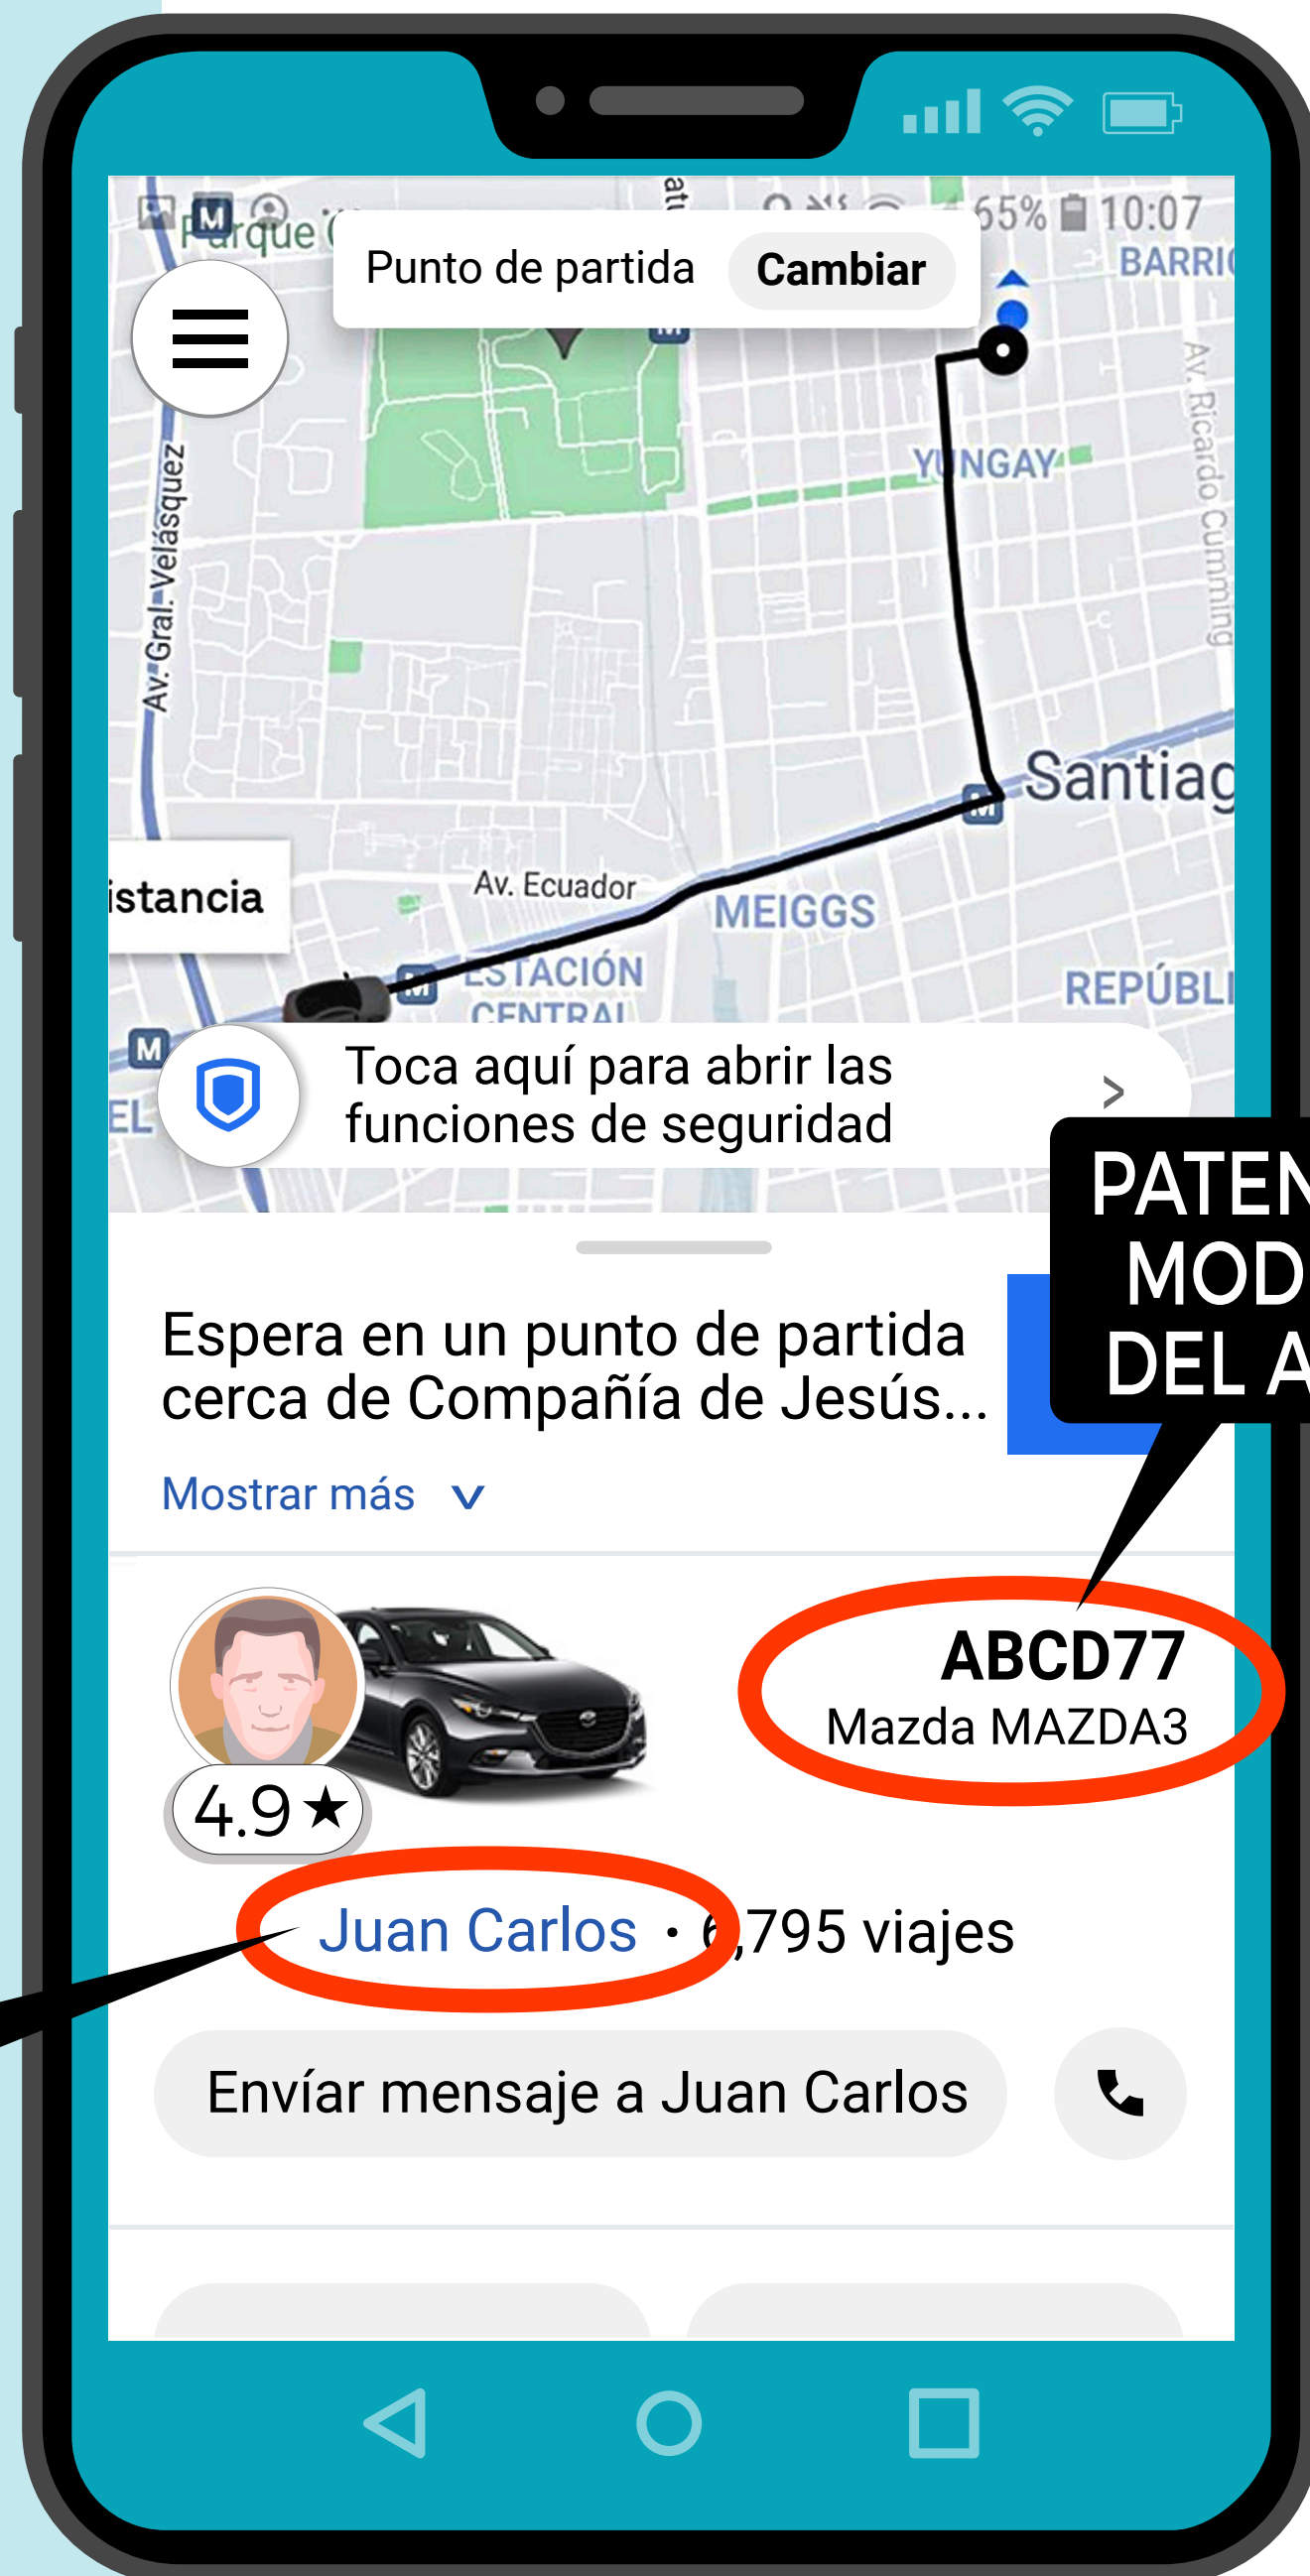 65% 10:07
Parque
Punto de partida Cambiar
BARRI
YUNGAY
Av. Ricardo Cumming
Av. Gral. Velásquez
Santiag
istancia
Av. Ecuador
MEIGGS
ESTACIÓN
CENTRAL
REPÚBLI
M
EL
Toca aquí para abrir las
funciones de seguridad
PATEN
MOD
DEL A
Espera en un punto de partida
cerca de Compañía de Jesús...
Mostrar más
ABCD77
Mazda MAZDA3
4.9★
Juan Carlos · 6,795 viajes
Envíar mensaje a Juan Carlos